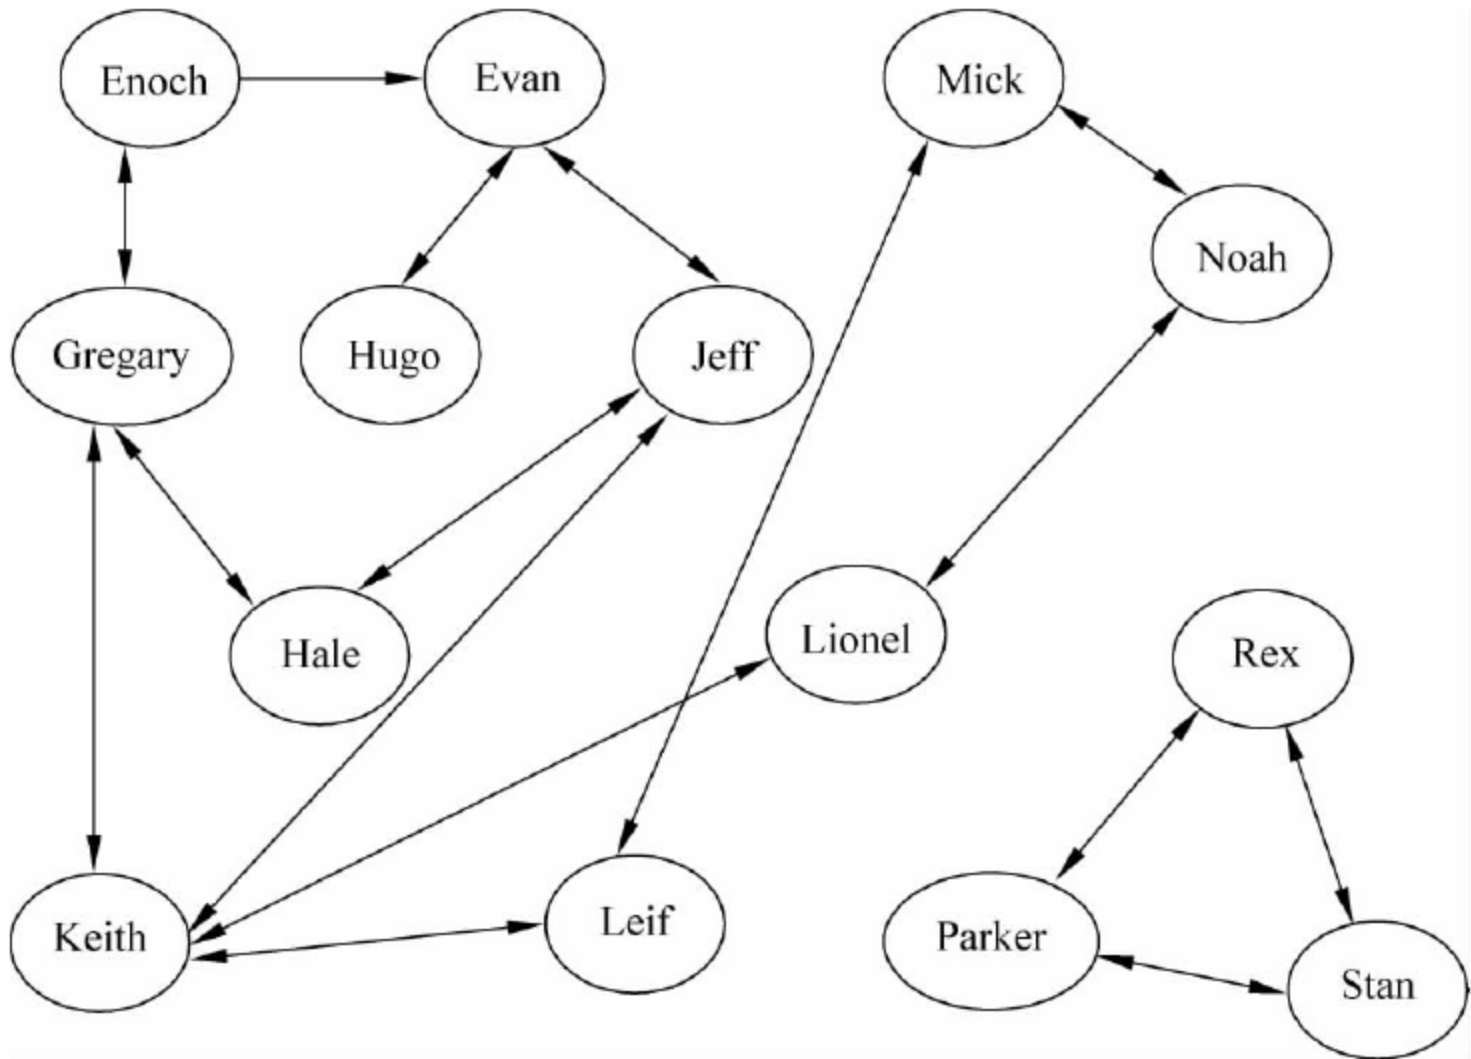 Enoch
Evan
Mick
Noah
Gregary
Hugo
Jeff
Hale
Lionel
Rex
Keith
Leif
Parker
Stan